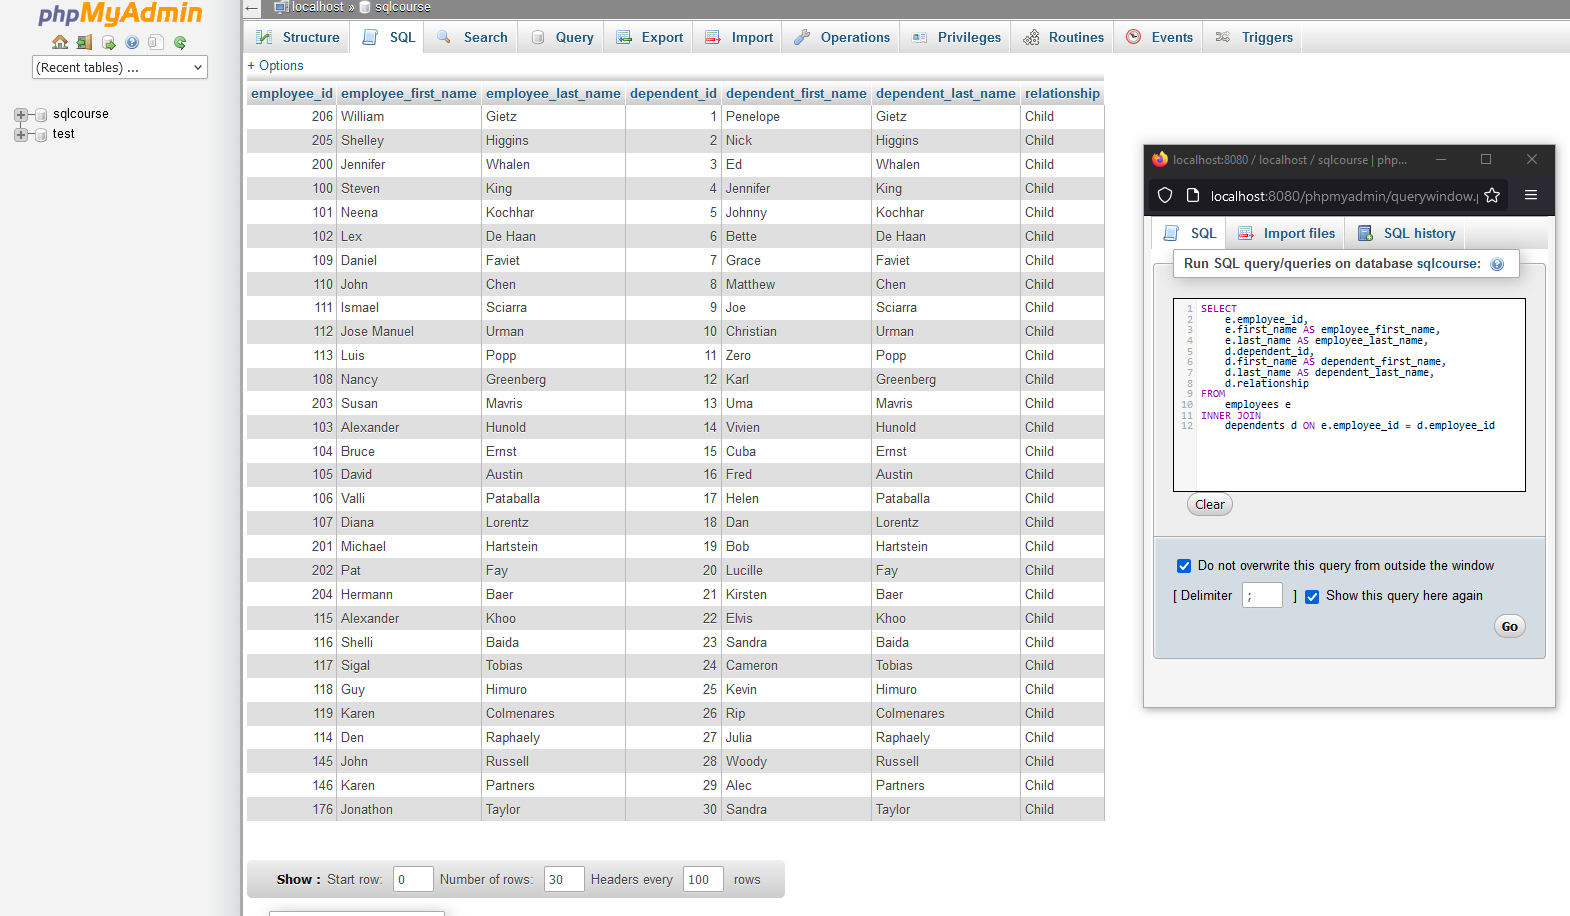 phpMyAdmin
(Recent tables) ...
sqlcourse
test
← localhost » sqlcourse
Structure SQL Search Query Export Import Operations Privileges Routines Events Triggers
+ Options
employee_id employee_first_name employee_last_name dependent_id dependent_first_name dependent_last_name relationship
206 William Gietz 1 Penelope Gietz Child
205 Shelley Higgins 2 Nick Higgins Child
200 Jennifer Whalen 3 Ed Whalen Child
100 Steven King 4 Jennifer King Child
101 Neena Kochhar 5 Johnny Kochhar Child
102 Lex De Haan 6 Bette De Haan Child
109 Daniel Faviet 7 Grace Faviet Child
110 John Chen 8 Matthew Chen Child
111 Ismael Sciarra 9 Joe Sciarra Child
112 Jose Manuel Urman 10 Christian Urman Child
113 Luis Popp 11 Zero Popp Child
108 Nancy Greenberg 12 Karl Greenberg Child
203 Susan Mavris 13 Uma Mavris Child
103 Alexander Hunold 14 Vivien Hunold Child
104 Bruce Ernst 15 Cuba Ernst Child
105 David Austin 16 Fred Austin Child
106 Valli Pataballa 17 Helen Pataballa Child
107 Diana Lorentz 18 Dan Lorentz Child
201 Michael Hartstein 19 Bob Hartstein Child
202 Pat Fay 20 Lucille Fay Child
204 Hermann Baer 21 Kirsten Baer Child
115 Alexander Khoo 22 Elvis Khoo Child
116 Shelli Baida 23 Sandra Baida Child
117 Sigal Tobias 24 Cameron Tobias Child
118 Guy Himuro 25 Kevin Himuro Child
119 Karen Colmenares 26 Rip Colmenares Child
114 Den Raphaely 27 Julia Raphaely Child
145 John Russell 28 Woody Russell Child
146 Karen Partners 29 Alec Partners Child
176 Jonathon Taylor 30 Sandra Taylor Child
Show : Start row: 0 Number of rows: 30 Headers every 100 rows
localhost:8080 / localhost / sqlcourse | php...
localhost:8080/phpmyadmin/querywindow.p
SQL Import files SQL history
Run SQL query/queries on database sqlcourse:
1 SELECT
2 e.employee_id,
3 e.first_name AS employee_first_name,
4 e.last_name AS employee_last_name,
5 d.dependent_id,
6 d.first_name AS dependent_first_name,
7 d.last_name AS dependent_last_name,
8 d.relationship
9 FROM
10 employees e
11 INNER JOIN
12 dependents d ON e.employee_id = d.employee_id
Clear
Do not overwrite this query from outside the window
[ Delimiter ; ] Show this query here again
Go